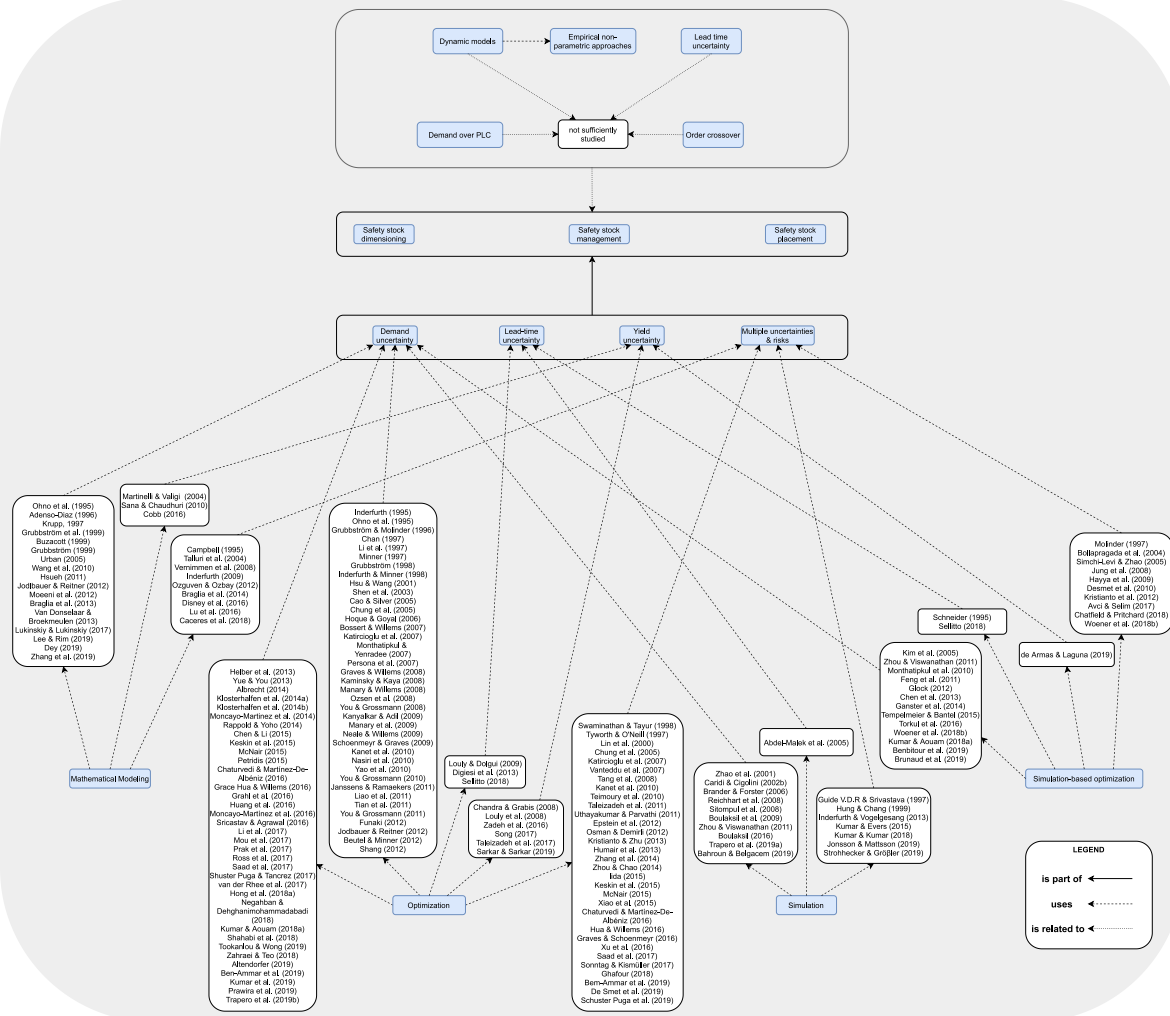 Dynamic models
Empirical non-
parametric approaches
Lead time
uncertainty
Demand over PLC
not sufficiently
studied
Order crossover
Safety stock
dimensioning
Safety stock
management
Safety stock
placement
Demand
uncertainty
Lead-time
uncertainty
Yield
uncertainty
Multiple uncertainties
& risks
Ohno et al. (1995)
Adenso-Díaz (1996)
Krupp, 1997
Grubbström et al. (1999)
Buzacott (1999)
Grubbström (1999)
Urban (2005)
Wang et al. (2010)
Hsueh (2011)
Jodlbauer & Reitner (2012)
Moeeni et al. (2012)
Braglia et al. (2013)
Van Donselaar &
Broekmeulen (2013)
Lukinskiy & Lukinskiy (2017)
Lee & Rim (2019)
Dey (2019)
Zhang et al. (2019)
Martinelli & Valigi (2004)
Sana & Chaudhuri (2010)
Cobb (2016)
Campbell (1995)
Talluri et al. (2004)
Vernimmen et al. (2008)
Inderfurth (2009)
Ozguven & Ozbay (2012)
Braglia et al. (2014)
Disney et al. (2016)
Lu et al. (2016)
Caceres et al. (2018)
Mathematical Modeling
Helber et al. (2013)
Yue & You (2013)
Albrecht (2014)
Klosterhalfen et al. (2014a)
Klosterhalfen et al. (2014b)
Moncayo-Martínez et al. (2014)
Rappold & Yoho (2014)
Chen & Li (2015)
Keskin et al. (2015)
McNair (2015)
Petridis (2015)
Chaturvedi & Martínez-De-
Albéniz (2016)
Grace Hua & Willems (2016)
Grahl et al. (2016)
Huang et al. (2016)
Moncayo-Martínez et al. (2016)
Sricastav & Agrawal (2016)
Li et al. (2017)
Mou et al. (2017)
Prak et al. (2017)
Ross et al. (2017)
Saad et al. (2017)
Shuster Puga & Tancrez (2017)
van der Rhee et al. (2017)
Hong et al. (2018a)
Negahban &
Dehghanimohammadabadi
(2018)
Kumar & Aouam (2018a)
Shahabi et al. (2018)
Tookanlou & Wong (2019)
Zahraei & Teo (2018)
Altendorfer (2019)
Ben-Ammar et al. (2019)
Kumar et al. (2019)
Prawira et al. (2019)
Trapero et al. (2019b)
Inderfurth (1995)
Ohno et al. (1995)
Grubbström & Molinder (1996)
Chan (1997)
Li et al. (1997)
Minner (1997)
Grubbström (1998)
Inderfurth & Minner (1998)
Hsu & Wang (2001)
Shen et al. (2003)
Cao & Silver (2005)
Chung et al. (2005)
Hoque & Goyal (2006)
Bossert & Willems (2007)
Katircioglu et al. (2007)
Monthatipkul &
Yenradee (2007)
Persona et al. (2007)
Graves & Willems (2008)
Kaminsky & Kaya (2008)
Manary & Willems (2008)
Ozsen et al. (2008)
You & Grossmann (2008)
Kanyalkar & Adil (2009)
Manary et al. (2009)
Neale & Willems (2009)
Schoenmeyr & Graves (2009)
Kanet et al. (2010)
Nasiri et al. (2010)
Yao et al. (2010)
You & Grossmann (2010)
Janssens & Ramaekers (2011)
Liao et al. (2011)
Tian et al. (2011)
You & Grossmann (2011)
Funaki (2012)
Jodbauer & Reitner (2012)
Beutel & Minner (2012)
Shang (2012)
Louly & Dolgui (2009)
Digiesi et al. (2013)
Sellitto (2018)
Chandra & Grabis (2008)
Louly et al. (2008)
Zadeh et al. (2016)
Song (2017)
Taleizadeh et al. (2017)
Sarkar & Sarkar (2019)
Optimization
Swaminathan & Tayur (1998)
Tyworth & O'Neill (1997)
Lin et al. (2000)
Chung et al. (2005)
Katircioglu et al. (2007)
Vanteddu et al. (2007)
Tang et al. (2008)
Kanet et al. (2010)
Teimoury et al. (2010)
Taleizadeh et al. (2011)
Uthayakumar & Parvathi (2011)
Epstein et al. (2012)
Osman & Demirli (2012)
Kristianto & Zhu (2013)
Humair et al. (2013)
Zhang et al. (2014)
Zhou & Chao (2014)
Iida (2015)
Keskin et al. (2015)
McNair (2015)
Xiao et al. (2015)
Chaturvedi & Martínez-De-
Albéniz (2016)
Hua & Willems (2016)
Graves & Schoenmeyr (2016)
Xu et al. (2016)
Saad et al. (2017)
Sonntag & Kismüller (2017)
Ghafour (2018)
Bem-Ammar et al. (2019)
De Smet et al. (2019)
Schuster Puga et al. (2019)
Zhao et al. (2001)
Caridi & Cigolini (2002b)
Brander & Forster (2006)
Reichhart et al. (2008)
Sitompul et al. (2008)
Boulaksil et al. (2009)
Zhou & Viswanathan (2011)
Boulaksil (2016)
Trapero et al. (2019a)
Bahroun & Belgacem (2019)
Abdel-Malek et al. (2005)
Guide V.D.R & Srivastava (1997)
Hung & Chang (1999)
Inderfurth & Vogelgesang (2013)
Kumar & Evers (2015)
Kumar & Kumar (2018)
Jonsson & Mattsson (2019)
Strohhecker & Größler (2019)
Simulation
Kim et al. (2005)
Zhou & Viswanathan (2011)
Monthatipkul et al. (2010)
Feng et al. (2011)
Glock (2012)
Chen et al. (2013)
Ganster et al. (2014)
Tempelmeier & Bantel (2015)
Torkul et al. (2016)
Woener et al. (2018b)
Kumar & Aouam (2018a)
Benbitour et al. (2019)
Brunaud et al. (2019)
Schneider (1995)
Sellitto (2018)
de Armas & Laguna (2019)
Molinder (1997)
Bollapragada et al. (2004)
Simchi-Levi & Zhao (2005)
Jung et al. (2008)
Hayya et al. (2009)
Desmet et al. (2010)
Kristianto et al. (2012)
Avci & Selim (2017)
Chatfield & Pritchard (2018)
Woener et al. (2018b)
Simulation-based optimization
LEGEND
is part of
uses
is related to